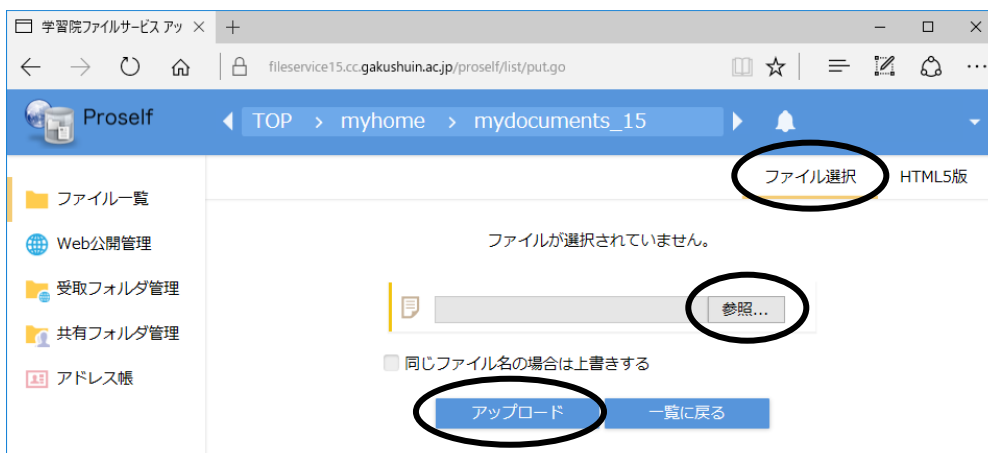 学習院ファイルサービス アッ
fileservice15.cc.gakushuin.ac.jp/proself/list/put.go
Proself
TOP > myhome > mydocuments_15
ファイル選択 HTML5版
ファイル一覧
Web公開管理
受取フォルダ管理
共有フォルダ管理
アドレス帳
ファイルが選択されていません。
参照...
同じファイル名の場合は上書きする
アップロード 一覧に戻る